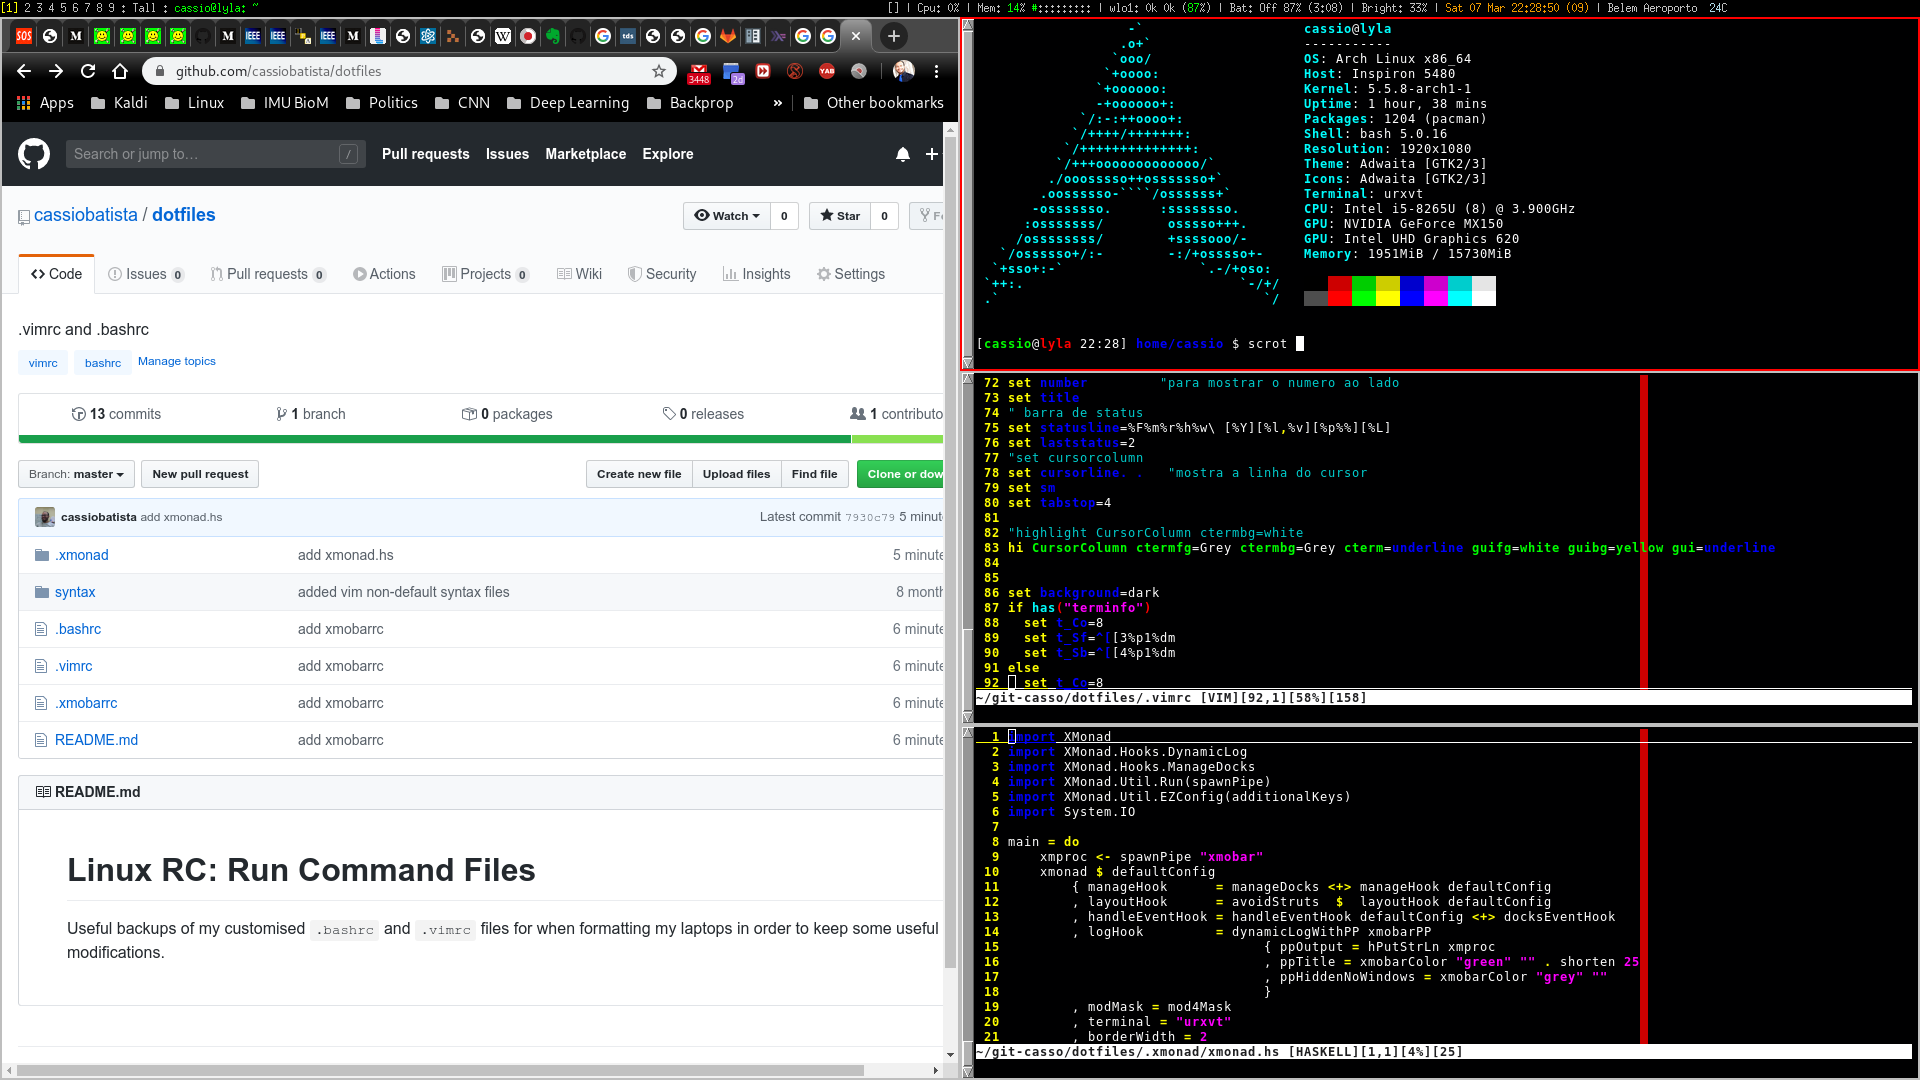 [1] 2 3 4 5 6 7 8 9 : Tall : cassio@lyla: ~
[] | Cpu: 0% | Mem: 14% #::::::::: | wlo1: 0k 0k (87%) | Bat: Off 87% (3:08) | Bright: 33% | Sat 07 Mar 22:28:50 (09) | Belem Aeroporto 24C
github.com/cassiobatista/dotfiles
3448
2d
Apps Kaldi Linux IMU BioM Politics CNN Deep Learning Backprop » Other bookmarks
Search or jump to… / Pull requests Issues Marketplace Explore
cassiobatista / dotfiles
Watch 0 Star 0
Code Issues 0 Pull requests 0 Actions Projects 0 Wiki Security Insights Settings
.vimrc and .bashrc
vimrc bashrc Manage topics
13 commits 1 branch 0 packages 0 releases 1 contributo
Branch: master New pull request Create new file Upload files Find file Clone or dow
cassiobatista add xmonad.hs Latest commit 7930c79 5 minut
.xmonad add xmonad.hs 5 minute
syntax added vim non-default syntax files 8 month
.bashrc add xmobarrc 6 minute
.vimrc add xmobarrc 6 minute
.xmobarrc add xmobarrc 6 minute
README.md add xmobarrc 6 minute
README.md
Linux RC: Run Command Files
Useful backups of my customised .bashrc and .vimrc files for when formatting my laptops in order to keep some useful
modifications.
cassio@lyla
-----------
OS: Arch Linux x86_64
Host: Inspiron 5480
Kernel: 5.5.8-arch1-1
Uptime: 1 hour, 38 mins
Packages: 1204 (pacman)
Shell: bash 5.0.16
Resolution: 1920x1080
Theme: Adwaita [GTK2/3]
Icons: Adwaita [GTK2/3]
Terminal: urxvt
CPU: Intel i5-8265U (8) @ 3.900GHz
GPU: NVIDIA GeForce MX150
GPU: Intel UHD Graphics 620
Memory: 1951MiB / 15730MiB
[cassio@lyla 22:28] home/cassio $ scrot
72 set number "para mostrar o numero ao lado
73 set title
74 " barra de status
75 set statusline=%F%m%r%h%w\ [%Y][%l,%v][%p%%][%L]
76 set laststatus=2
77 "set cursorcolumn
78 set cursorline. . "mostra a linha do cursor
79 set sm
80 set tabstop=4
81
82 "highlight CursorColumn ctermbg=white
83 hi CursorColumn ctermfg=Grey ctermbg=Grey cterm=underline guifg=white guibg=yellow gui=underline
84
85
86 set background=dark
87 if has("terminfo")
88 set t_Co=8
89 set t_Sf=^[[3%p1%dm
90 set t_Sb=^[[4%p1%dm
91 else
92 set t_Co=8
~/git-casso/dotfiles/.vimrc [VIM][92,1][58%][158]
1 import XMonad
2 import XMonad.Hooks.DynamicLog
3 import XMonad.Hooks.ManageDocks
4 import XMonad.Util.Run(spawnPipe)
5 import XMonad.Util.EZConfig(additionalKeys)
6 import System.IO
7
8 main = do
9 xmproc <- spawnPipe "xmobar"
10 xmonad $ defaultConfig
11 { manageHook = manageDocks <+> manageHook defaultConfig
12 , layoutHook = avoidStruts $ layoutHook defaultConfig
13 , handleEventHook = handleEventHook defaultConfig <+> docksEventHook
14 , logHook = dynamicLogWithPP xmobarPP
15 { ppOutput = hPutStrLn xmproc
16 , ppTitle = xmobarColor "green" "" . shorten 25
17 , ppHiddenNoWindows = xmobarColor "grey" ""
18 }
19 , modMask = mod4Mask
20 , terminal = "urxvt"
21 , borderWidth = 2
~/git-casso/dotfiles/.xmonad/xmonad.hs [HASKELL][1,1][4%][25]